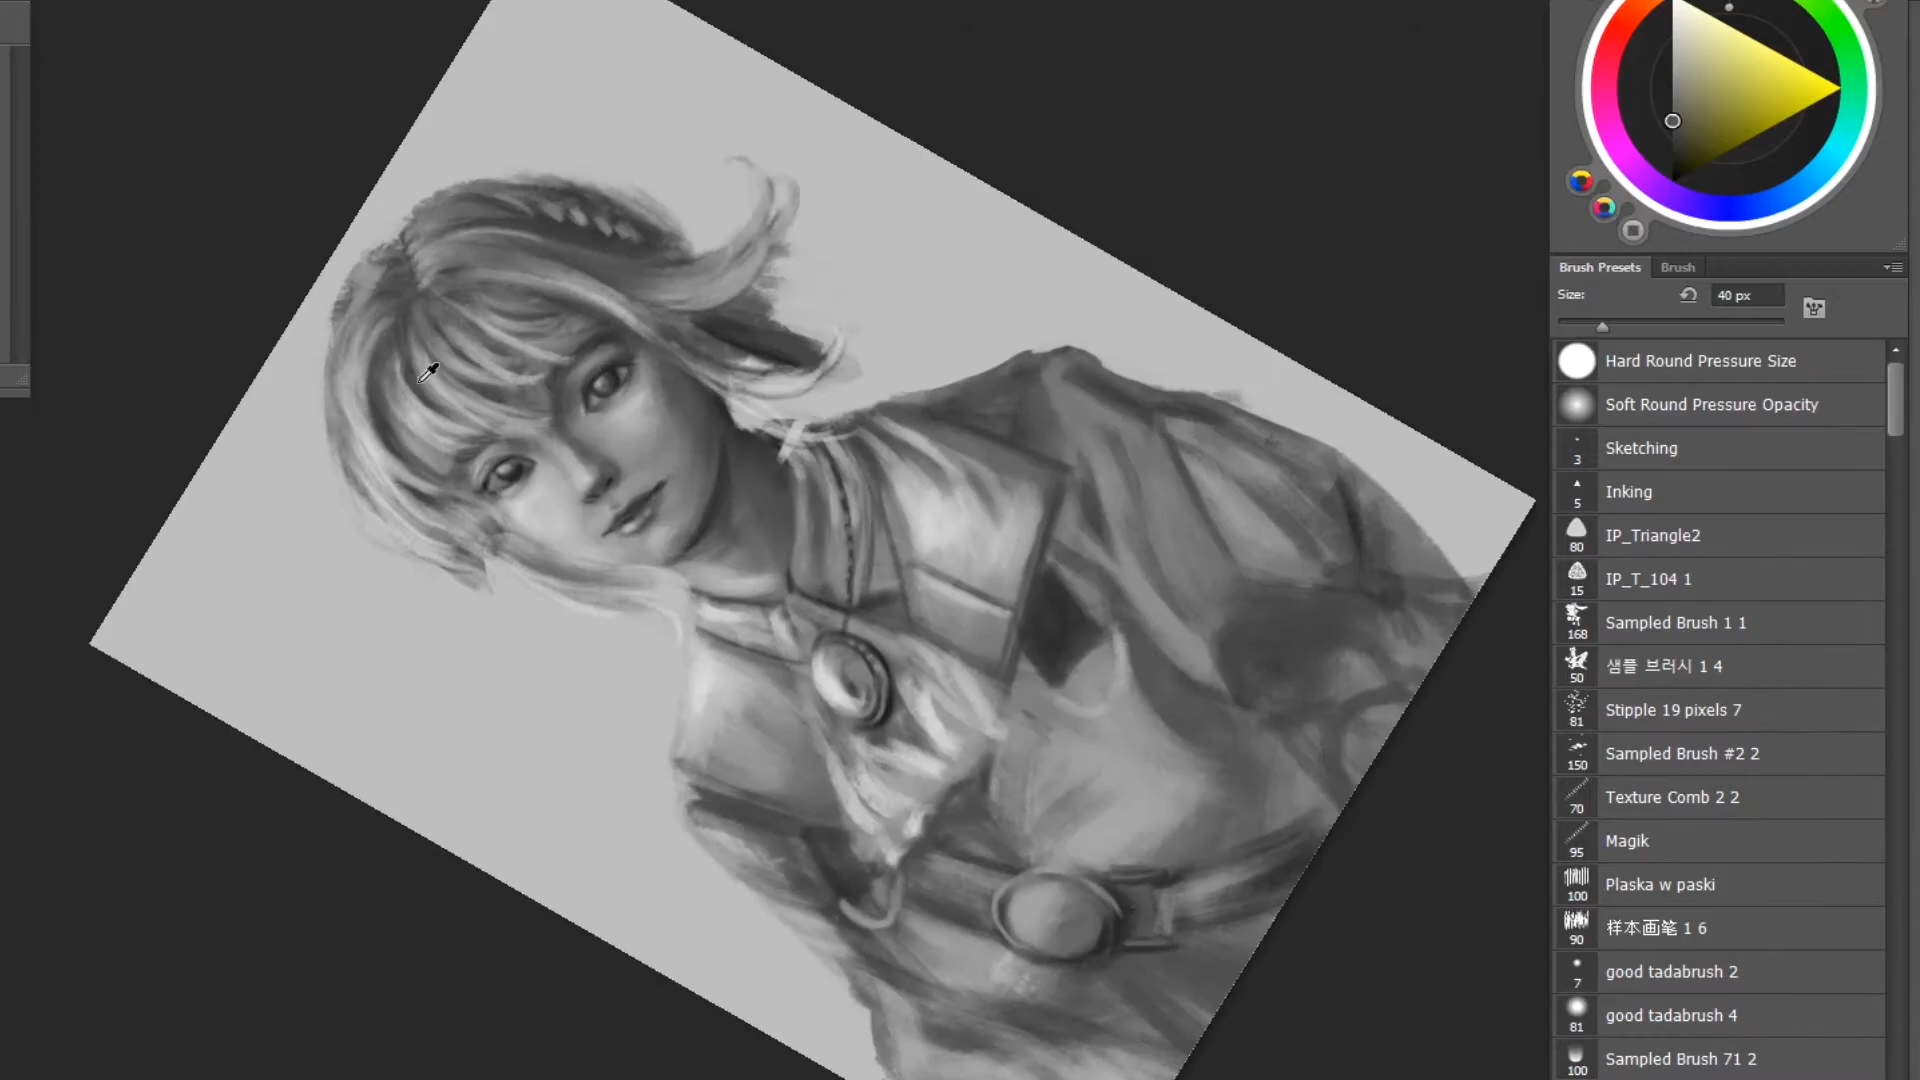 Brush Presets Brush
Size: 40 px
Hard Round Pressure Size
Soft Round Pressure Opacity
3 Sketching
5 Inking
80 IP_Triangle2
15 IP_T_104 1
168 Sampled Brush 1 1
50 샘플 브러시 1 4
81 Stipple 19 pixels 7
150 Sampled Brush #2 2
70 Texture Comb 2 2
95 Magik
100 Plaska w paski
90 样本画笔 1 6
7 good tadabrush 2
81 good tadabrush 4
100 Sampled Brush 71 2